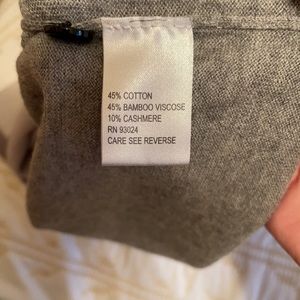 45% COTTON
45% BAMBOO VISCOSE
10% CASHMERE
RN 93024
CARE SEE REVERSE